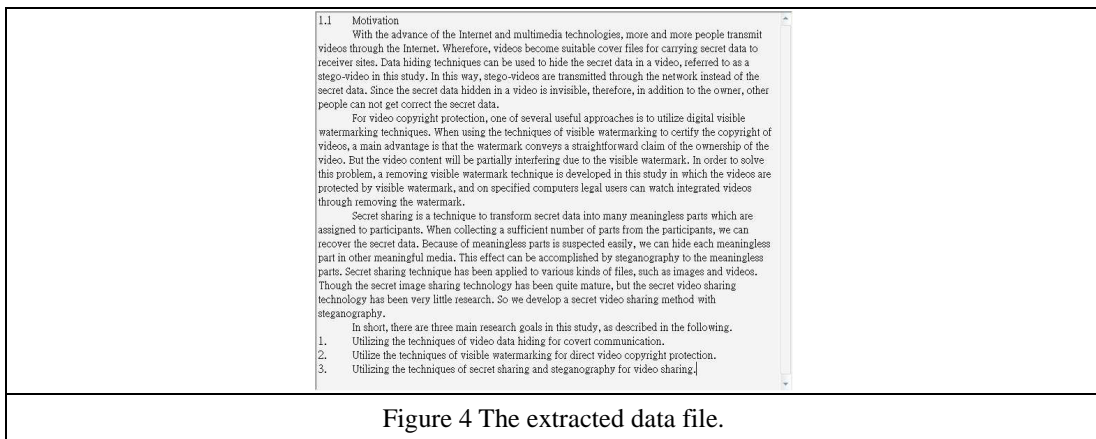 1.1 Motivation
With the advance of the Internet and multimedia technologies, more and more people transmit
videos through the Internet. Wherefore, videos become suitable cover files for carrying secret data to
receiver sites. Data hiding techniques can be used to hide the secret data in a video, referred to as a
stego-video in this study. In this way, stego-videos are transmitted through the network instead of the
secret data. Since the secret data hidden in a video is invisible, therefore, in addition to the owner, other
people can not get correct the secret data.
For video copyright protection, one of several useful approaches is to utilize digital visible
watermarking techniques. When using the techniques of visible watermarking to certify the copyright of
videos, a main advantage is that the watermark conveys a straightforward claim of the ownership of the
video. But the video content will be partially interfering due to the visible watermark. In order to solve
this problem, a removing visible watermark technique is developed in this study in which the videos are
protected by visible watermark, and on specified computers legal users can watch integrated videos
through removing the watermark.
Secret sharing is a technique to transform secret data into many meaningless parts which are
assigned to participants. When collecting a sufficient number of parts from the participants, we can
recover the secret data. Because of meaningless parts is suspected easily, we can hide each meaningless
part in other meaningful media. This effect can be accomplished by steganography to the meaningless
parts. Secret sharing technique has been applied to various kinds of files, such as images and videos.
Though the secret image sharing technology has been quite mature, but the secret video sharing
technology has been very little research. So we develop a secret video sharing method with
steganography.
In short, there are three main research goals in this study, as described in the following.
1. Utilizing the techniques of video data hiding for covert communication.
2. Utilize the techniques of visible watermarking for direct video copyright protection.
3. Utilizing the techniques of secret sharing and steganography for video sharing.
Figure 4 The extracted data file.